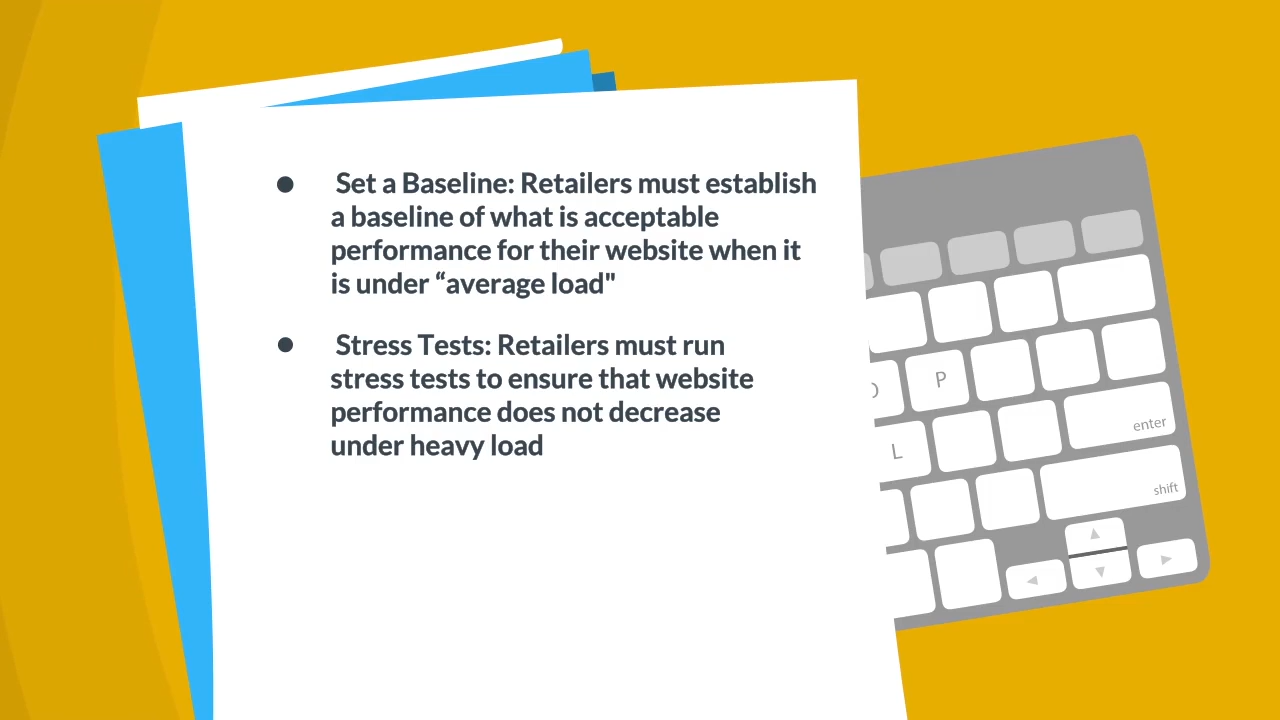 ● Set a Baseline: Retailers must establish
a baseline of what is acceptable
performance for their website when it
is under “average load"
● Stress Tests: Retailers must run
stress tests to ensure that website
performance does not decrease
under heavy load
P
L
enter
shift